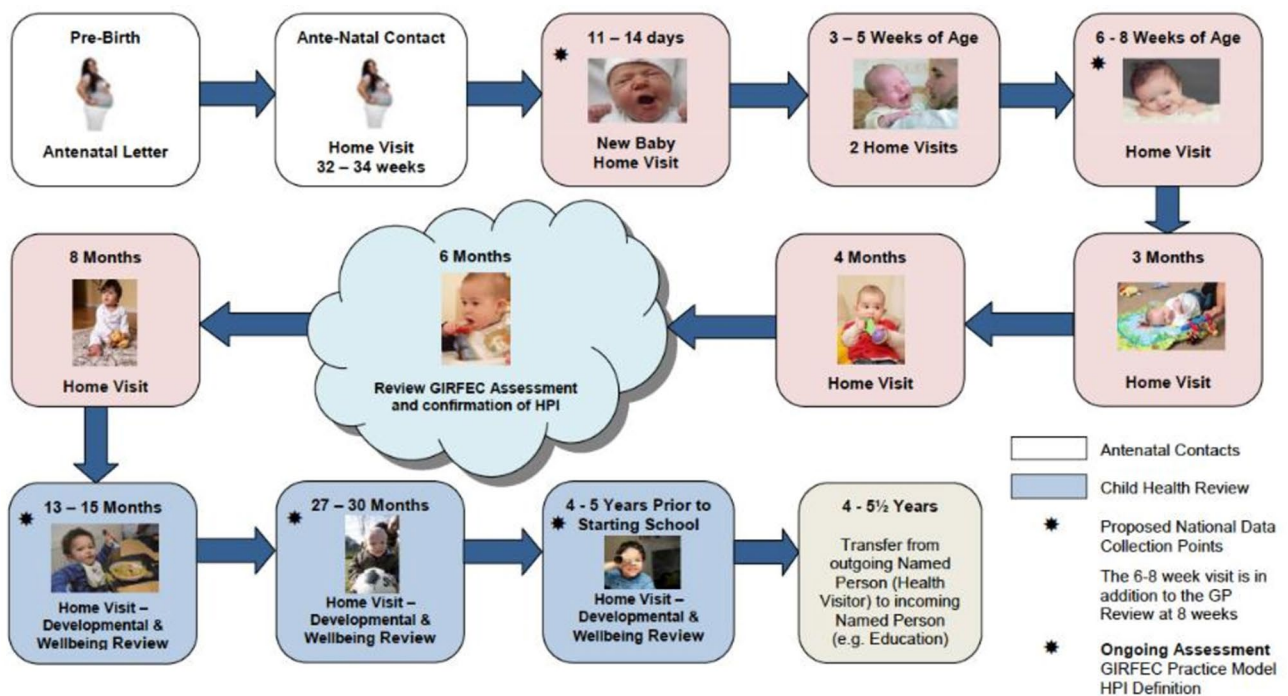 Pre-Birth
Antenatal Letter
Ante-Natal Contact
Home Visit
32 – 34 weeks
11 – 14 days
New Baby
Home Visit
3 – 5 Weeks of Age
2 Home Visits
6 - 8 Weeks of Age
Home Visit
8 Months
Home Visit
6 Months
Review GIRFEC Assessment
and confirmation of HPI
4 Months
Home Visit
3 Months
Home Visit
13 – 15 Months
Home Visit –
Developmental &
Wellbeing Review
27 – 30 Months
Home Visit –
Developmental &
Wellbeing Review
4 - 5 Years Prior to
Starting School
Home Visit –
Developmental &
Wellbeing Review
4 - 5½ Years
Transfer from
outgoing Named
Person (Health
Visitor) to incoming
Named Person
(e.g. Education)
Antenatal Contacts
Child Health Review
Proposed National Data
Collection Points
The 6-8 week visit is in
addition to the GP
Review at 8 weeks
Ongoing Assessment
GIRFEC Practice Model
HPI Definition